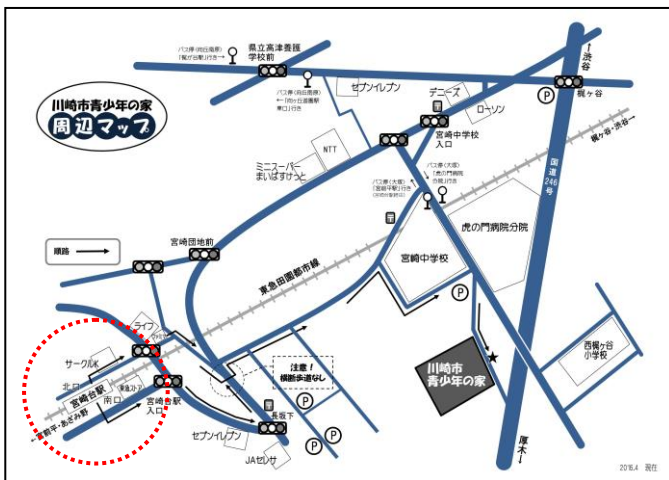 川崎市青少年の家
周辺マップ
バス停(向丘高原)
「梶が谷駅」行き→
県立高津養護
学校前
バス停(向丘高原)
←「向ヶ丘遊園駅
東口」行き
セブンイレブン
デニーズ
ローソン
P
梶ヶ谷
←渋谷
梶ヶ谷・渋谷→
国道246号
NTT
宮崎中学校
入口
ミニスーパー
まいばすけっと
バス停(大塚)
「虎の門病院
分院」行き
バス停(大塚)
「宮崎平駅」行き
虎の門病院分院
宮崎中学校
順路
宮崎団地前
東急田園都市線
P
ライフ
サークルK
北口
宮崎台駅
東急ストア
南口
宮崎台駅
入口
←宮前平・あざみ野
注意!
横断歩道なし
川崎市
青少年の家
★
西梶ヶ谷
小学校
長坂下
P
セブンイレブン
JAセレサ
P
P
厚木→
2016.4 現在